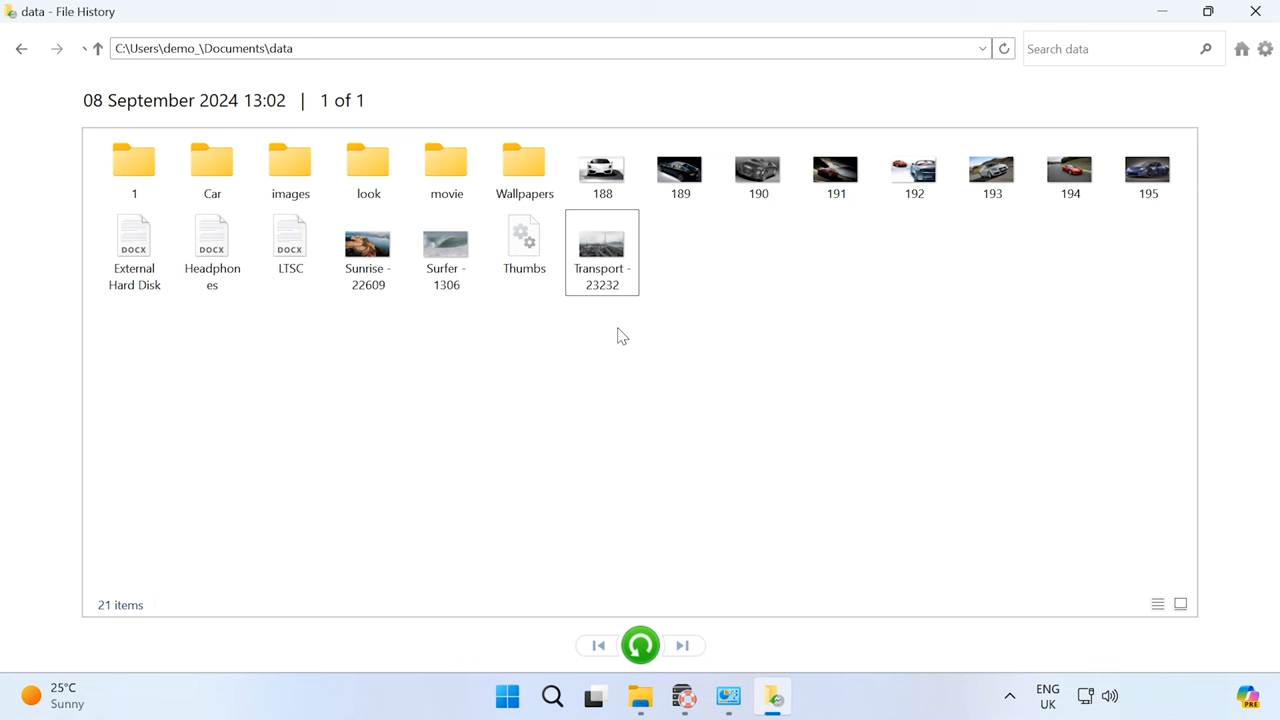 data - File History
C:\Users\demo_\Documents\data
Search data
08 September 2024 13:02 | 1 of 1
1
Car
images
look
movie
Wallpapers
188
189
190
191
192
193
194
195
DOCX
External
Hard Disk
DOCX
Headphon
es
DOCX
LTSC
Sunrise -
22609
Surfer -
1306
Thumbs
Transport -
23232
21 items
25°C
Sunny
ENG
UK
PRE